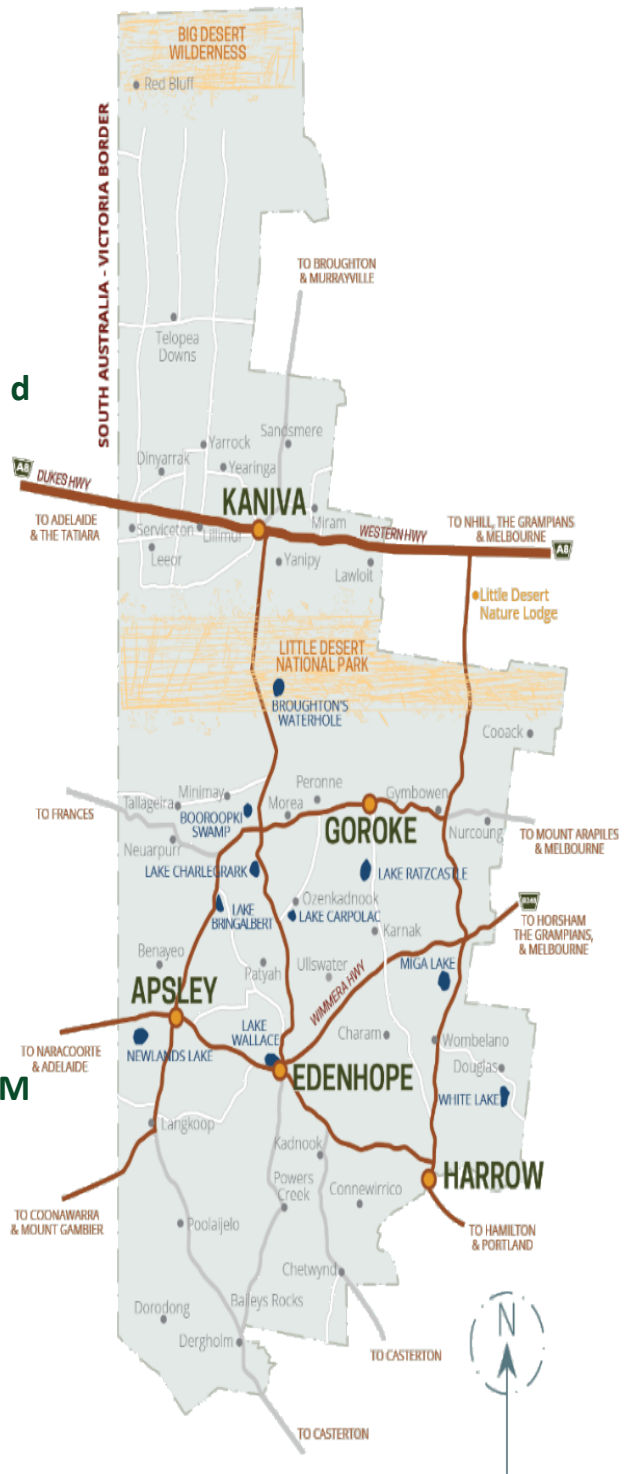 BIG DESERT
WILDERNESS
Red Bluff
SOUTH AUSTRALIA - VICTORIA BORDER
TO BROUGHTON
& MURRAYVILLE
Telopea
Downs
d
Sandsmere
Yarrock
Dinyarrak
Yearinga
A8
DUKES HWY
KANIVA
TO ADELAIDE
& THE TATIARA
Serviceton
Lillimur
Miram
WESTERN HWY
TO NHILL, THE GRAMPIANS
& MELBOURNE
A8
Leeor
Yanipy
Lawloit
Little Desert
Nature Lodge
LITTLE DESERT
NATIONAL PARK
BROUGHTON'S
WATERHOLE
Cooack
Peronne
Minimay
Tallageira
Morea
Gymbowen
TO FRANCES
BOOROOPKI
SWAMP
GOROKE
Nurcoung
TO MOUNT ARAPILES
& MELBOURNE
Neuarpurr
LAKE CHARLEGRARK
LAKE RATZCASTLE
Ozenkadnook
LAKE
BRINGALBERT
LAKE CARPOLAC
TO HORSHAM
THE GRAMPIANS,
& MELBOURNE
Karnak
Benayeo
Patyah
Ullswater
WIMMERA HWY
MIGA LAKE
APSLEY
LAKE
WALLACE
Charam
Wombelano
TO NARACOORTE
& ADELAIDE
NEWLANDS LAKE
EDENHOPE
Douglas
M
WHITE LAKE
Langkoop
Kadnook
HARROW
Powers
Creek
Connewirrico
TO COONAWARRA
& MOUNT GAMBIER
Poolaijelo
TO HAMILTON
& PORTLAND
Chetwynd
Baileys Rocks
Dorodong
Dergholm
N
TO CASTERTON
TO CASTERTON